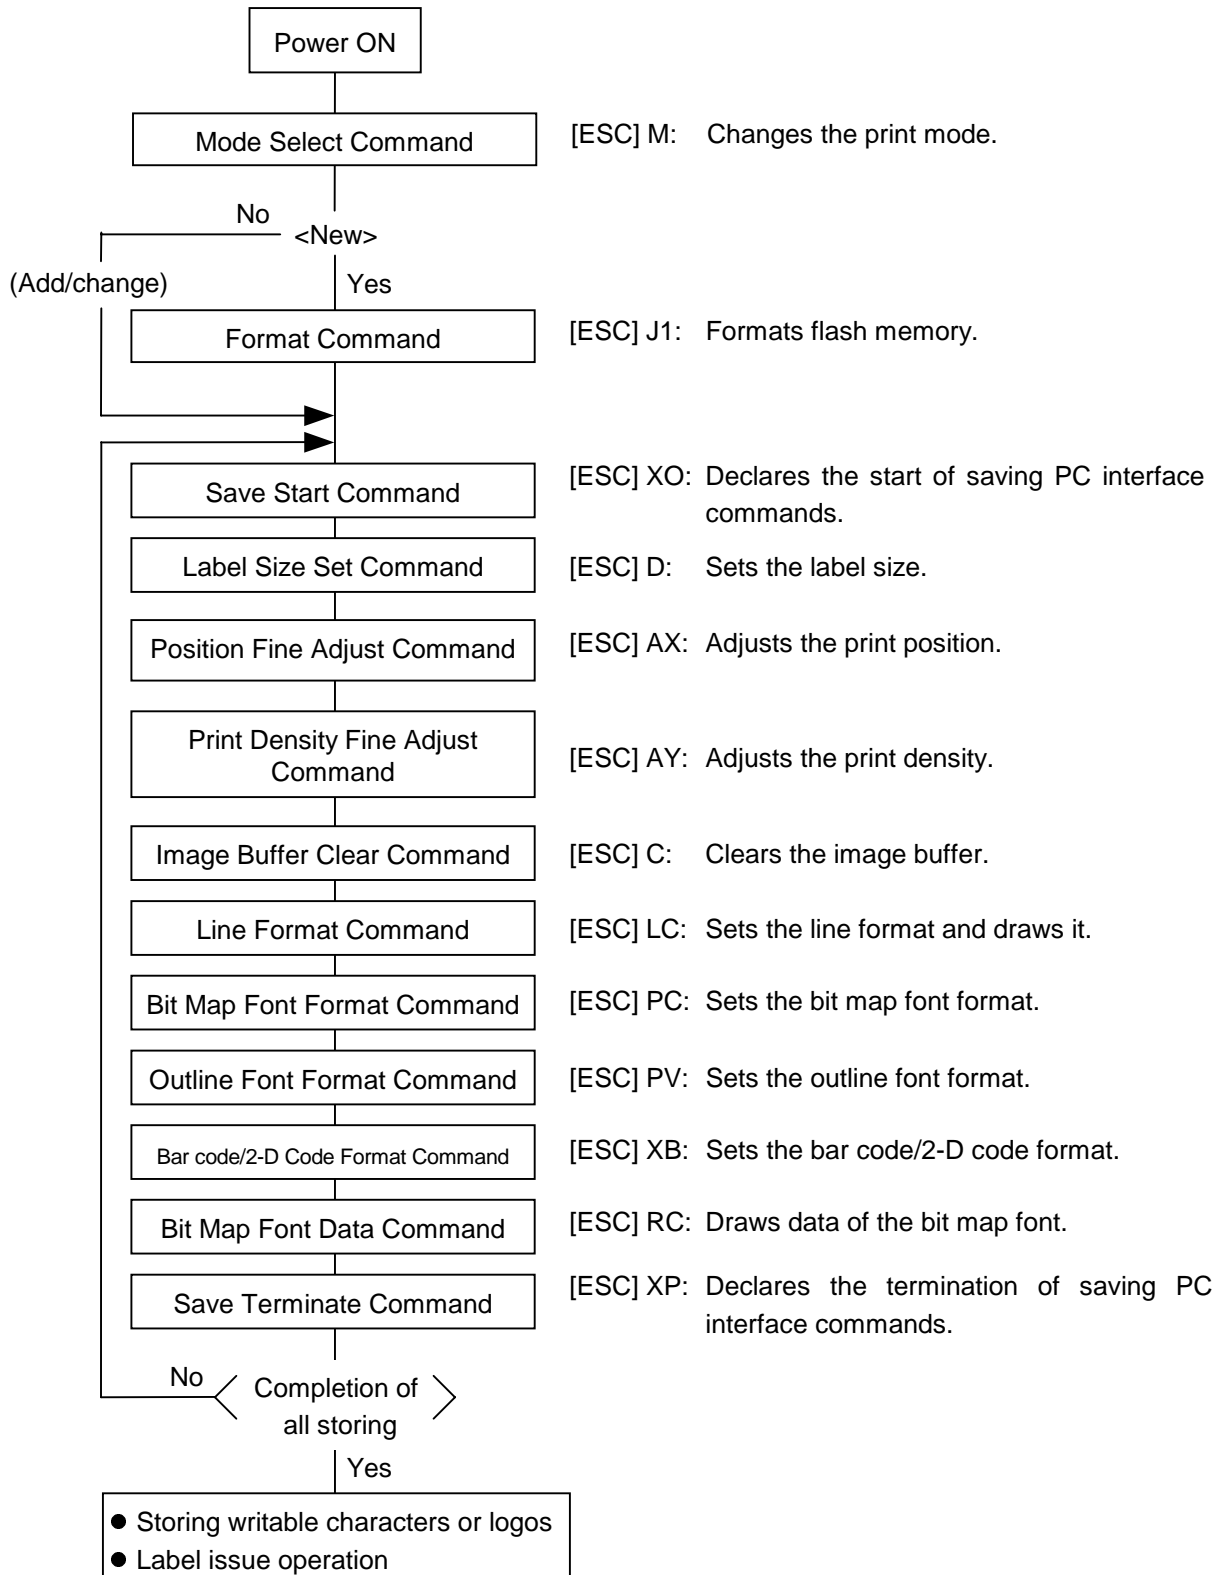 Power ON
Mode Select Command
[ESC] M: Changes the print mode.
No
<New>
(Add/change)
Yes
Format Command
[ESC] J1: Formats flash memory.
Save Start Command
[ESC] XO: Declares the start of saving PC interface
commands.
Label Size Set Command
[ESC] D: Sets the label size.
Position Fine Adjust Command
[ESC] AX: Adjusts the print position.
Print Density Fine Adjust
Command
[ESC] AY: Adjusts the print density.
Image Buffer Clear Command
[ESC] C: Clears the image buffer.
Line Format Command
[ESC] LC: Sets the line format and draws it.
Bit Map Font Format Command
[ESC] PC: Sets the bit map font format.
Outline Font Format Command
[ESC] PV: Sets the outline font format.
Bar code/2-D Code Format Command
[ESC] XB: Sets the bar code/2-D code format.
Bit Map Font Data Command
[ESC] RC: Draws data of the bit map font.
Save Terminate Command
[ESC] XP: Declares the termination of saving PC
interface commands.
No
Completion of
all storing
Yes
● Storing writable characters or logos
● Label issue operation